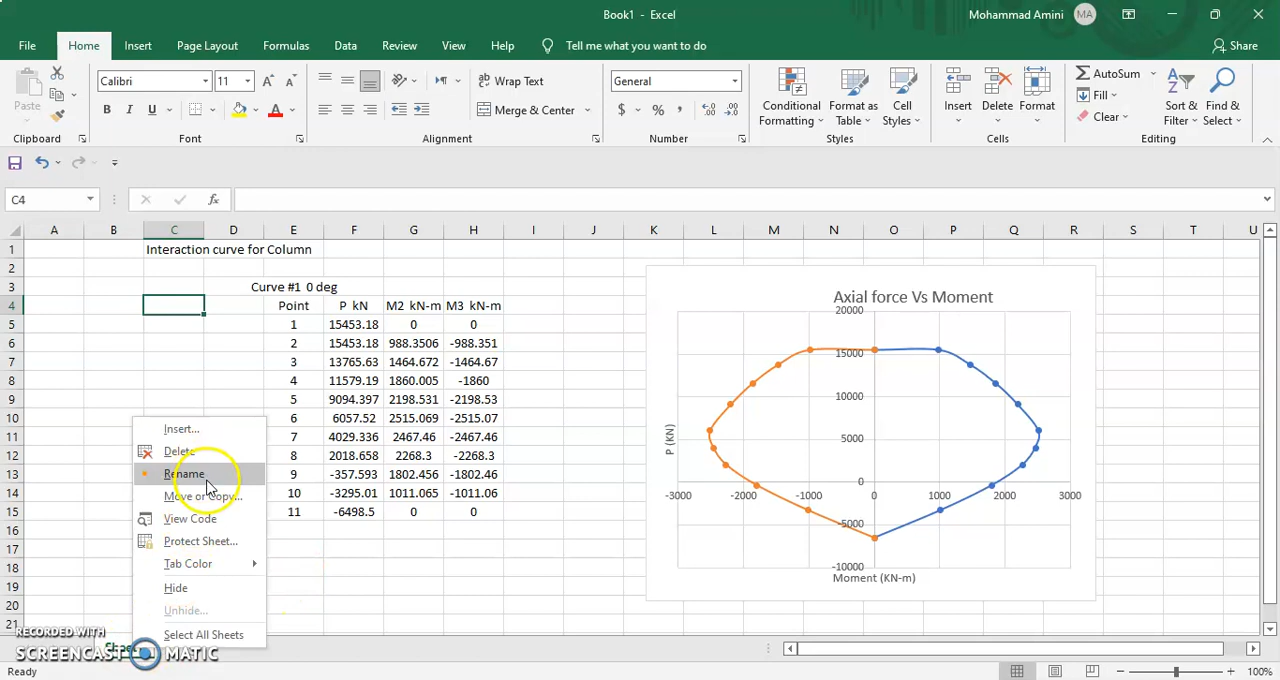 Book1 - Excel
Mohammad Amini MA
File Home Insert Page Layout Formulas Data Review View Help Tell me what you want to do Share
Paste
Clipboard
Calibri 11
B I U
Font
Wrap Text
Merge & Center
Alignment
General
$ % ,
Number
Conditional Formatting
Format as Table
Cell Styles
Styles
Insert Delete Format
Cells
AutoSum
Fill
Clear
Sort & Filter
Find & Select
Editing
C4 fx
A B C D E F G H I J K L M N O P Q R S T U
1 Interaction curve for Column
2
3 Curve #1 0 deg
4 Point P kN M2 kN-m M3 kN-m
5 1 15453.18 0 0
6 2 15453.18 988.3506 -988.351
7 3 13765.63 1464.672 -1464.67
8 4 11579.19 1860.005 -1860
9 5 9094.397 2198.531 -2198.53
10 6 6057.52 2515.069 -2515.07
11 7 4029.336 2467.46 -2467.46
12 8 2018.658 2268.3 -2268.3
13 9 -357.593 1802.456 -1802.46
14 10 -3295.01 1011.065 -1011.06
15 11 -6498.5 0 0
16
17
18
19
20
21
Axial force Vs Moment
20000
15000
10000
5000
0
-5000
-10000
-3000 -2000 -1000 0 1000 2000 3000
P (KN)
Moment (KN-m)
Insert...
Delete
Rename
Move or Copy...
View Code
Protect Sheet...
Tab Color
Hide
Unhide...
Select All Sheets
RECORDED WITH
SCREENCAST MATIC
Ready
100%